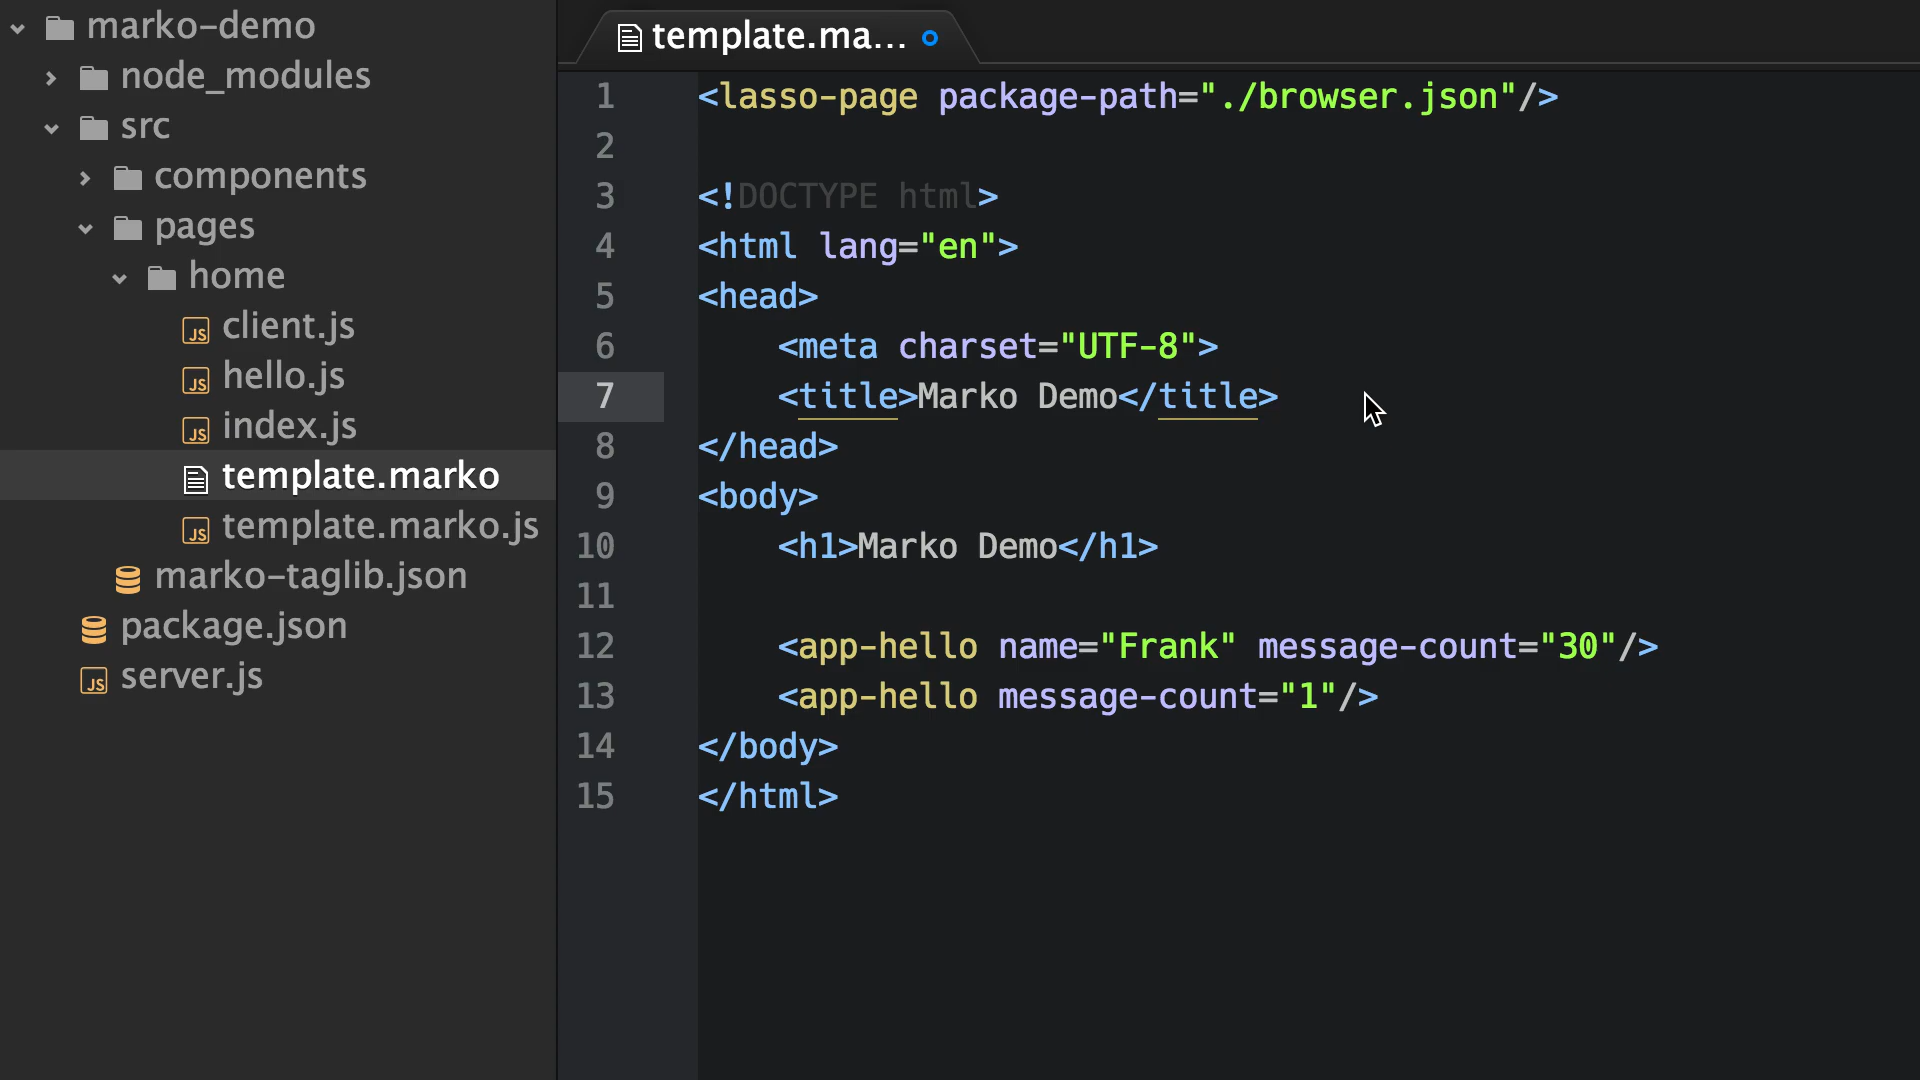 marko-demo
node_modules
src
components
pages
home
client.js
hello.js
index.js
template.marko
template.marko.js
marko-taglib.json
package.json
server.js
template.ma...
1 <lasso-page package-path="./browser.json"/>
2
3 <!DOCTYPE html>
4 <html lang="en">
5 <head>
6     <meta charset="UTF-8">
7     <title>Marko Demo</title>
8 </head>
9 <body>
10     <h1>Marko Demo</h1>
11
12     <app-hello name="Frank" message-count="30"/>
13     <app-hello message-count="1"/>
14 </body>
15 </html>